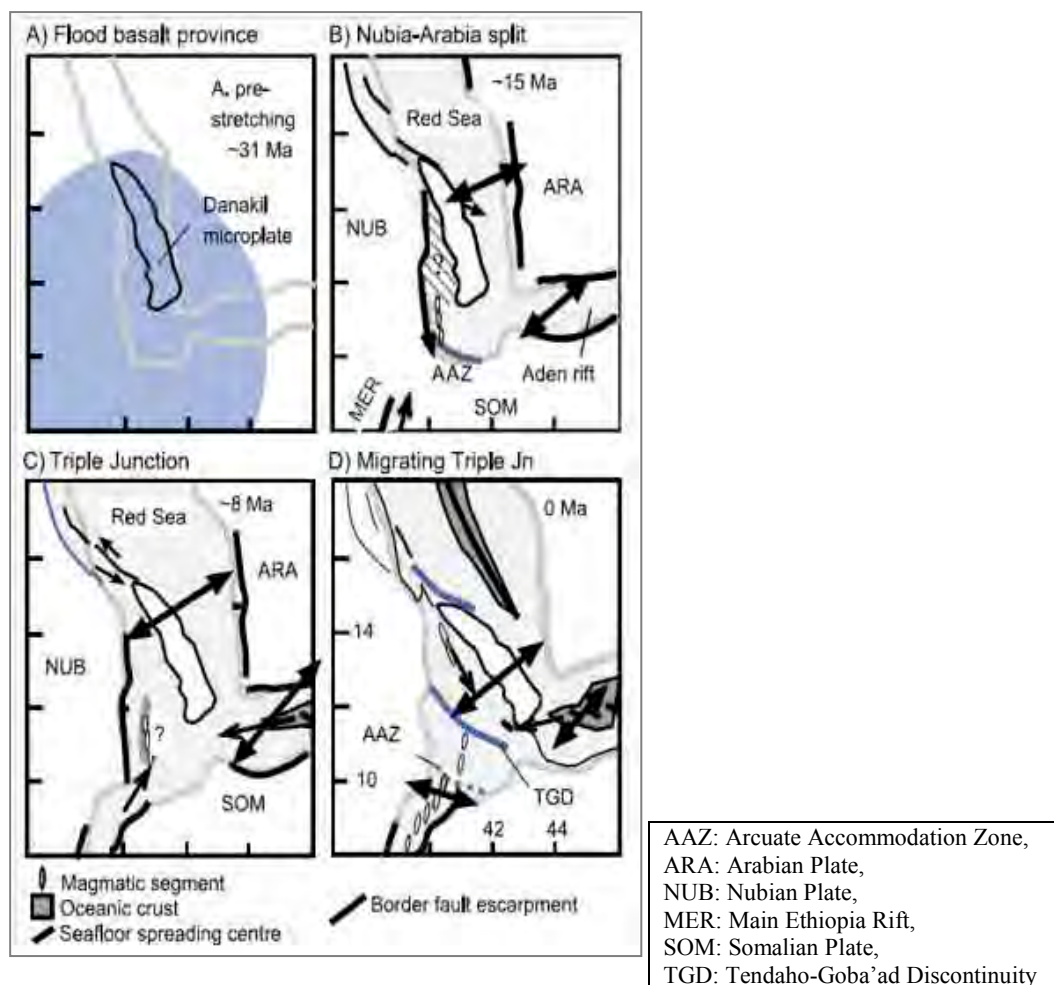 A) Flood basalt province
A. pre-
stretching
~31 Ma
Danakil
microplate
B) Nubia-Arabia split
~15 Ma
Red Sea
ARA
NUB
?
AAZ
Aden rift
MER
SOM
C) Triple Junction
~8 Ma
Red Sea
ARA
NUB
?
SOM
D) Migrating Triple Jn
0 Ma
14
AAZ
10
TGD
42 44
Magmatic segment
Oceanic crust
Seafloor spreading centre
Border fault escarpment
AAZ: Arcuate Accommodation Zone,
ARA: Arabian Plate,
NUB: Nubian Plate,
MER: Main Ethiopia Rift,
SOM: Somalian Plate,
TGD: Tendaho-Goba’ad Discontinuity